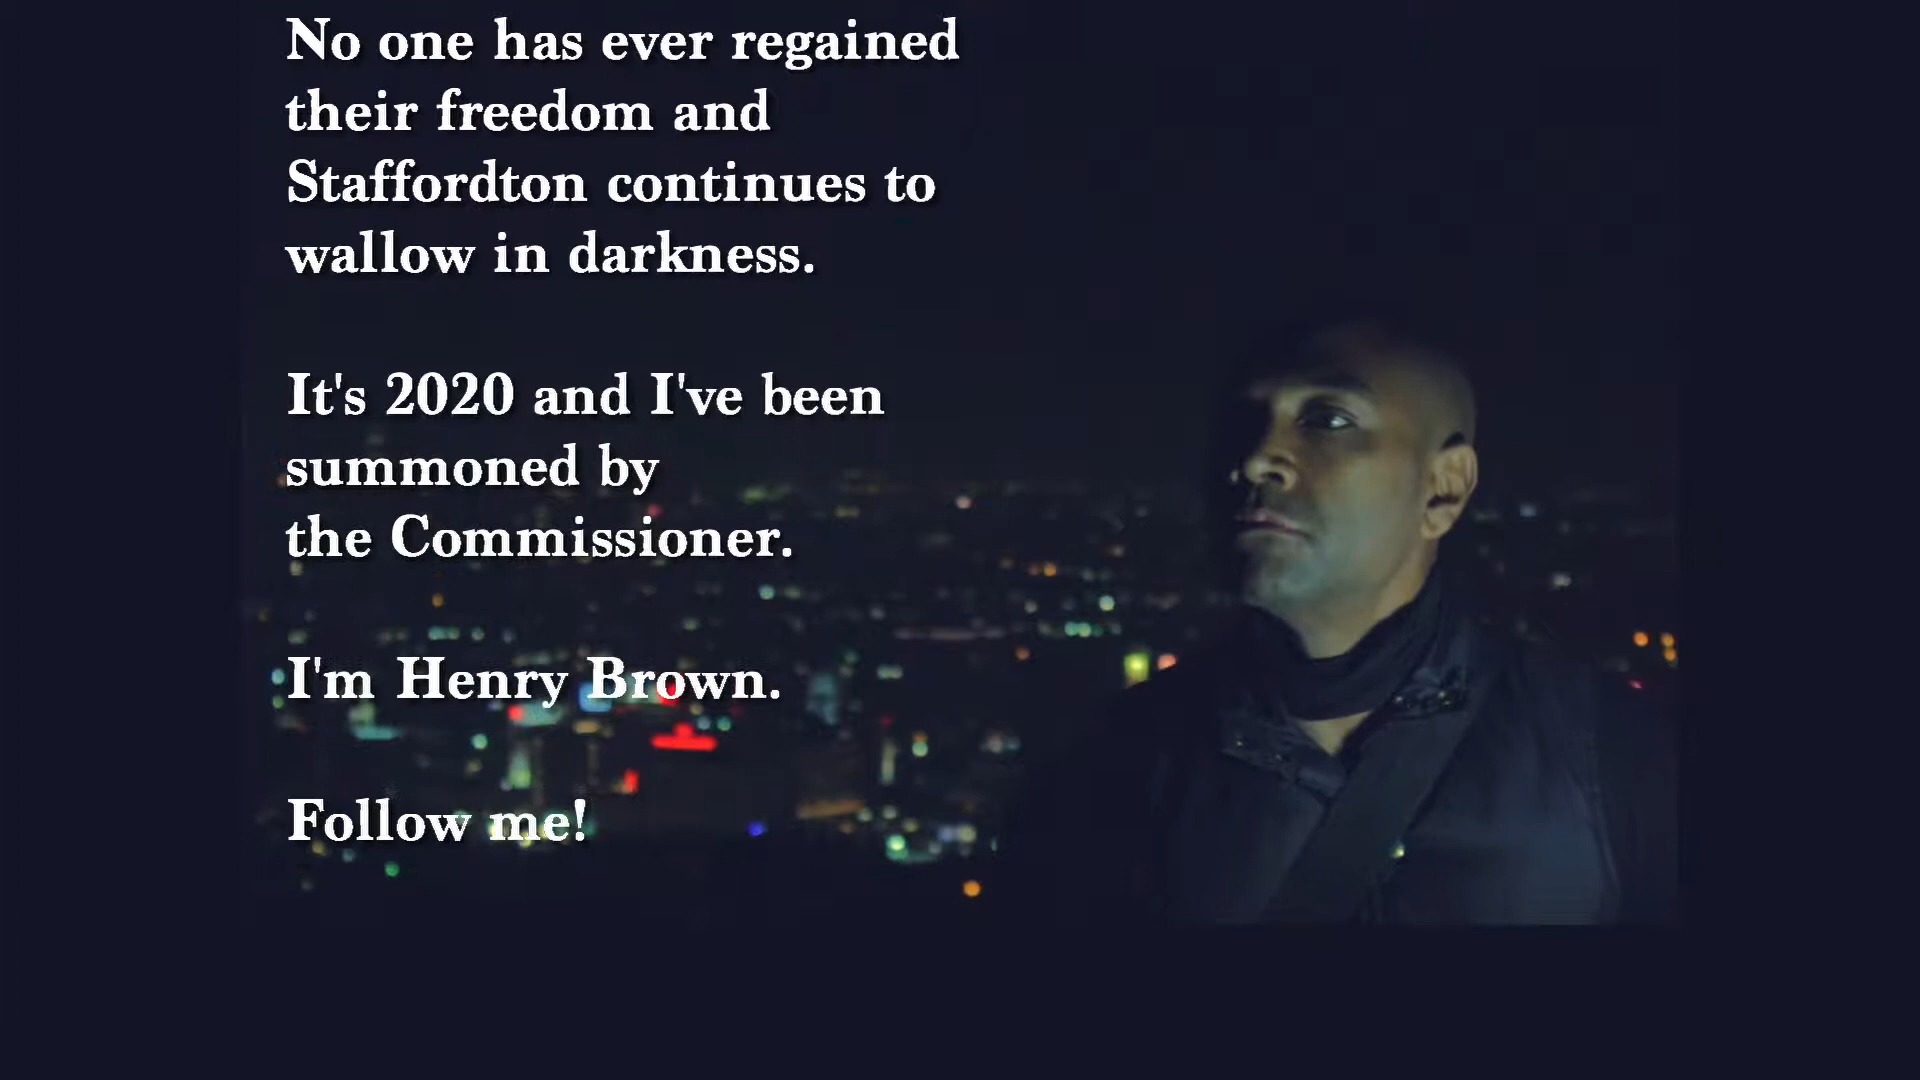 No one has ever regained
their freedom and
Staffordton continues to
wallow in darkness.
It's 2020 and I've been
summoned by
the Commissioner.
I'm Henry Brown.
Follow me!